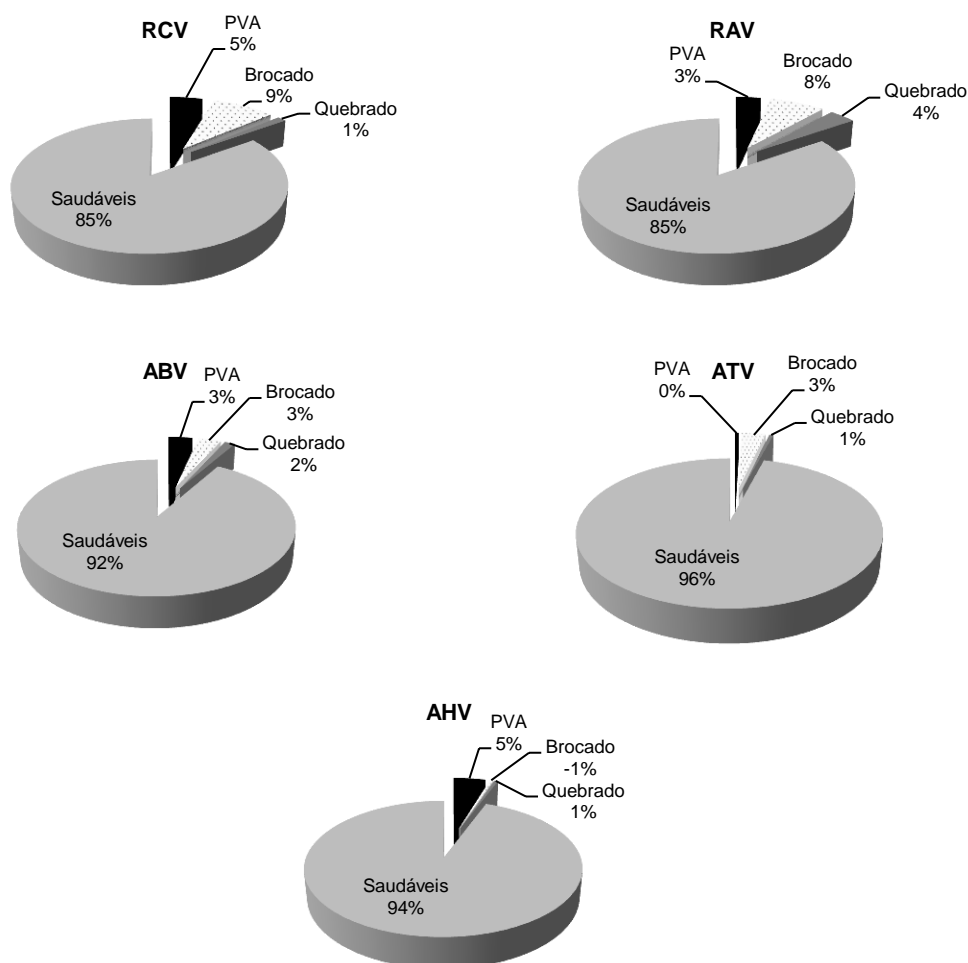 RCV
PVA
5%
Brocado
9%
Quebrado
1%
Saudáveis
85%
RAV
PVA
3%
Brocado
8%
Quebrado
4%
Saudáveis
85%
ABV
PVA
3%
Brocado
3%
Quebrado
2%
Saudáveis
92%
ATV
PVA
0%
Brocado
3%
Quebrado
1%
Saudáveis
96%
AHV
PVA
5%
Brocado
-1%
Quebrado
1%
Saudáveis
94%